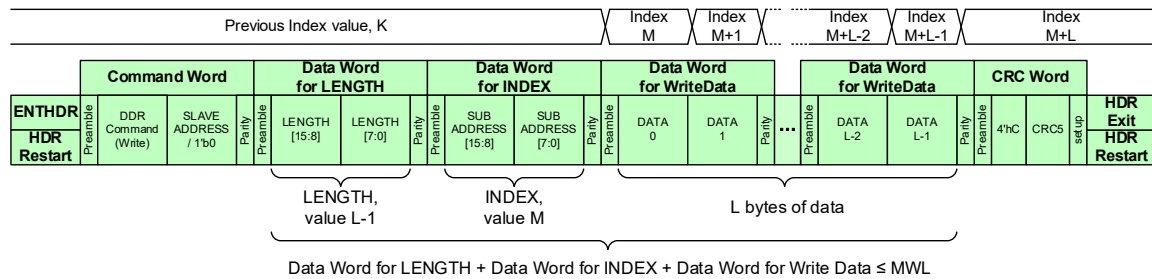 Previous Index value, K
Index
M
Index
M+1
Index
M+L-2
Index
M+L-1
Index
M+L
Command Word
Data Word
for LENGTH
Data Word
for INDEX
Data Word
for WriteData
Data Word
for WriteData
CRC Word
ENTHDR
HDR
Restart
Preamble
DDR
Command
(Write)
SLAVE
ADDRESS
/ 1'b0
Parity
Preamble
LENGTH
[15:8]
LENGTH
[7:0]
Parity
Preamble
SUB
ADDRESS
[15:8]
SUB
ADDRESS
[7:0]
Parity
Preamble
DATA
0
DATA
1
Parity
...
Preamble
DATA
L-2
DATA
L-1
Parity
Preamble
4'hC
CRC5
setup
HDR
Exit
HDR
Restart
LENGTH,
value L-1
INDEX,
value M
L bytes of data
Data Word for LENGTH + Data Word for INDEX + Data Word for Write Data ≤ MWL